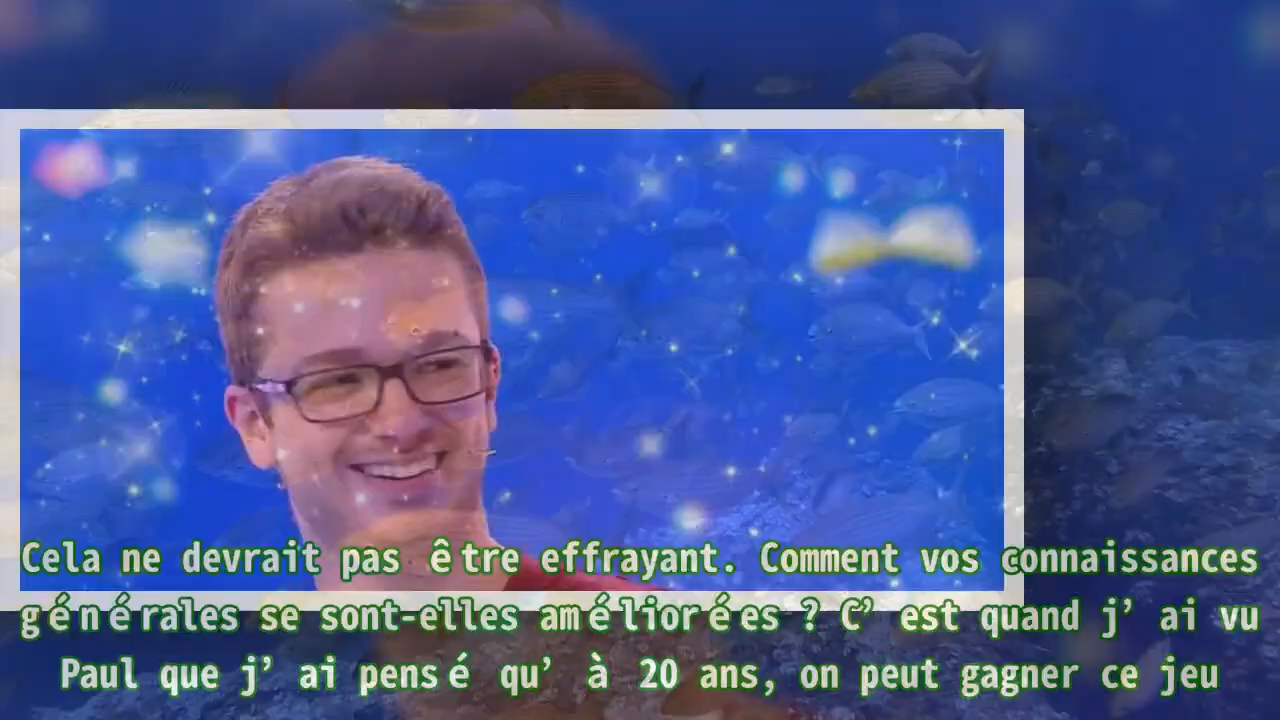 Cela ne devrait pas être effrayant. Comment vos connaissances
générales se sont-elles améliorées ? C’ est quand j’ ai vu
Paul que j’ ai pensé qu’ à 20 ans, on peut gagner ce jeu